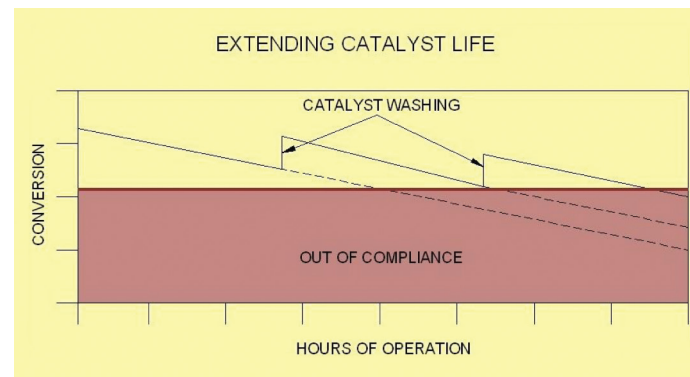 EXTENDING CATALYST LIFE
CATALYST WASHING
CONVERSION
OUT OF COMPLIANCE
HOURS OF OPERATION